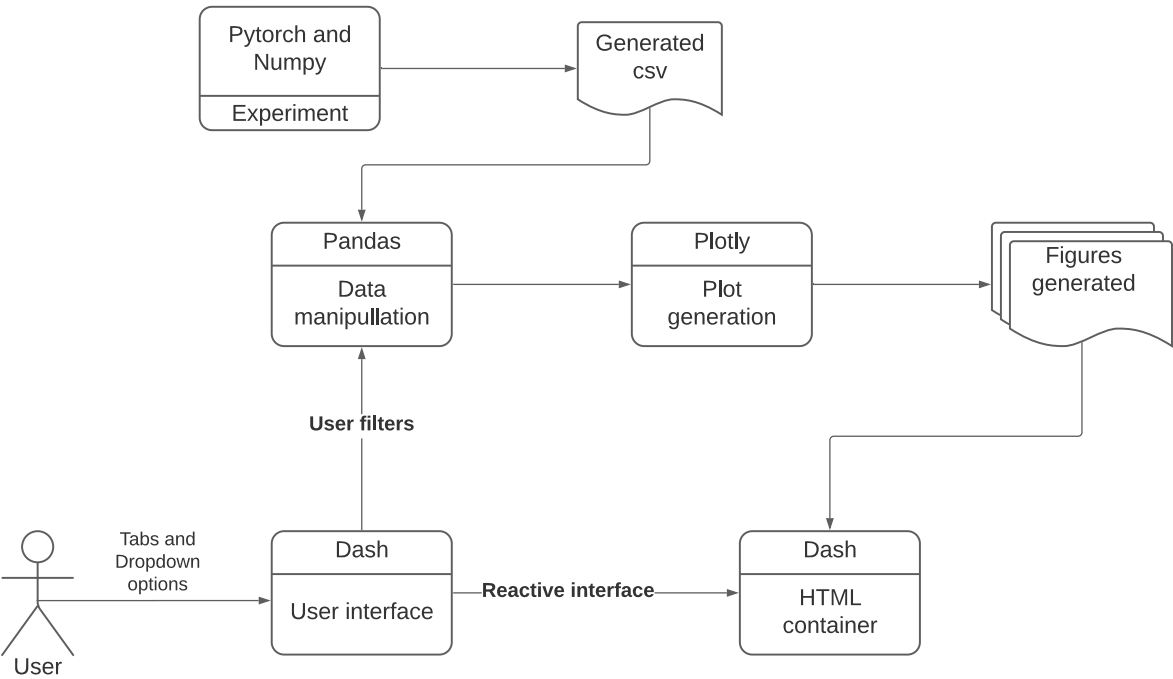 Pytorch and
Numpy
Experiment
Generated
csv
Pandas
Data
manipullation
Plotly
Plot
generation
Figures
generated
User filters
Tabs and
Dropdown
options
User
Dash
User interface
Reactive interface
Dash
HTML
container